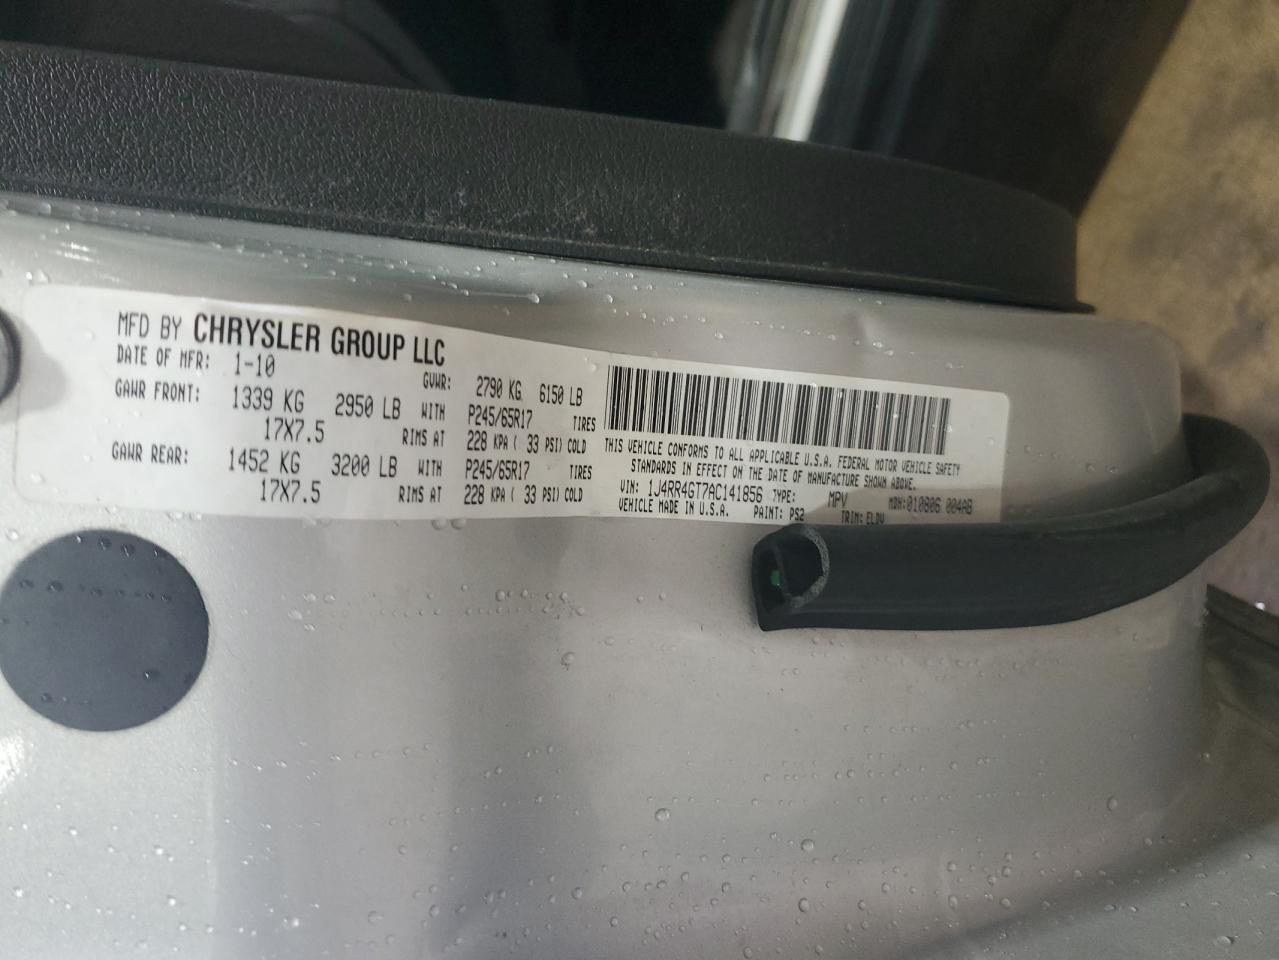 MFD BY CHRYSLER GROUP LLC
DATE OF MFR: 1-10 GVWR: 2790 KG 6150 LB
GAWR FRONT: 1339 KG 2950 LB WITH P245/65R17 TIRES
17X7.5 RIMS AT 228 KPA ( 33 PSI) COLD
GAWR REAR: 1452 KG 3200 LB WITH P245/65R17 TIRES
17X7.5 RIMS AT 228 KPA ( 33 PSI) COLD
THIS VEHICLE CONFORMS TO ALL APPLICABLE U.S.A. FEDERAL MOTOR VEHICLE SAFETY
STANDARDS IN EFFECT ON THE DATE OF MANUFACTURE SHOWN ABOVE.
VIN: 1J4RR4GT7AC141856 TYPE: MPV MDH:010806 004AB
VEHICLE MADE IN U.S.A. PAINT: PS2 TRIM: